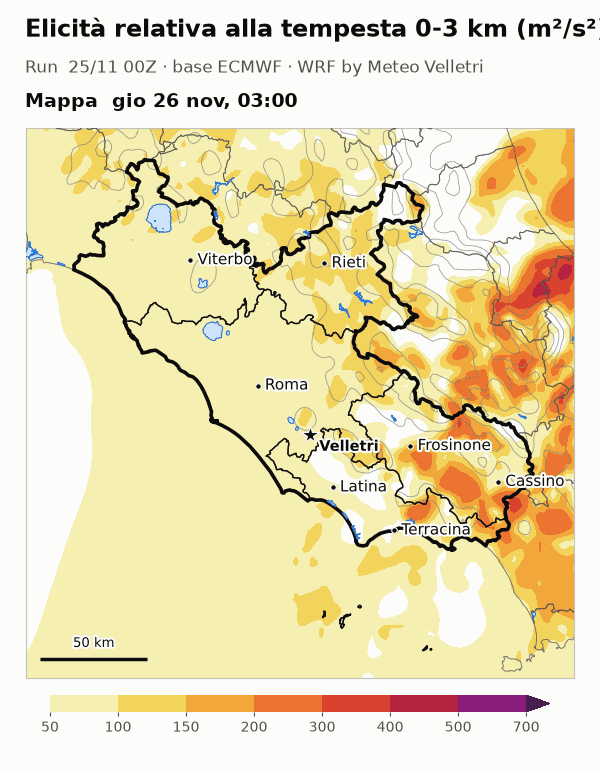 Elicità relativa alla tempesta 0-3 km (m²/s²)
Run 25/11 00Z · base ECMWF · WRF by Meteo Velletri
Mappa gio 26 nov, 03:00
Viterbo
Rieti
Roma
Velletri
Frosinone
Latina
Cassino
Terracina
50 km
50 100 150 200 300 400 500 700